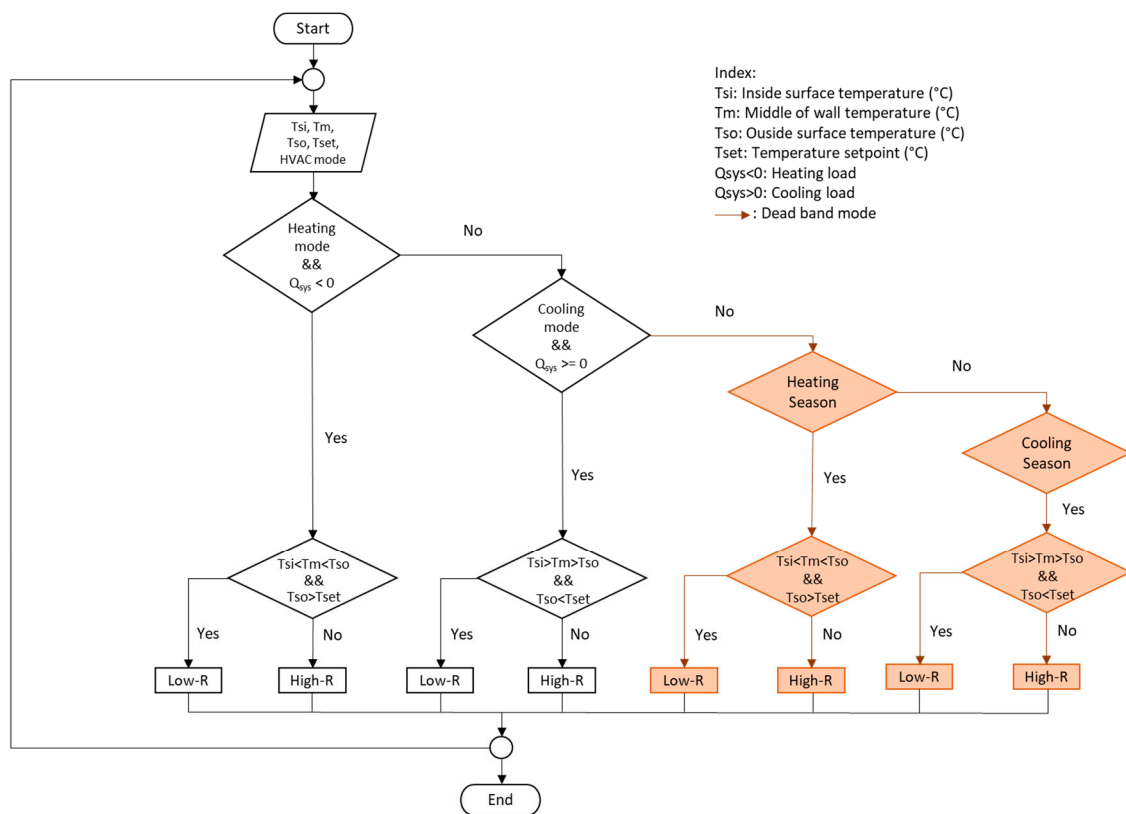 Start
Index:
Tsi: Inside surface temperature (°C)
Tm: Middle of wall temperature (°C)
Tso: Ouside surface temperature (°C)
Tset: Temperature setpoint (°C)
Qsys<0: Heating load
Qsys>0: Cooling load
: Dead band mode
Tsi, Tm,
Tso, Tset,
HVAC mode
Heating
mode
&&
Qsys < 0
No
Cooling
mode
&&
Qsys >= 0
No
Heating
Season
No
Cooling
Season
Yes
Yes
Yes
Yes
Tsi<Tm<Tso
&&
Tso>Tset
Tsi>Tm>Tso
&&
Tso<Tset
Tsi<Tm<Tso
&&
Tso>Tset
Tsi>Tm>Tso
&&
Tso<Tset
Yes
No
Yes
No
Yes
No
Yes
No
Low-R
High-R
Low-R
High-R
Low-R
High-R
Low-R
High-R
End